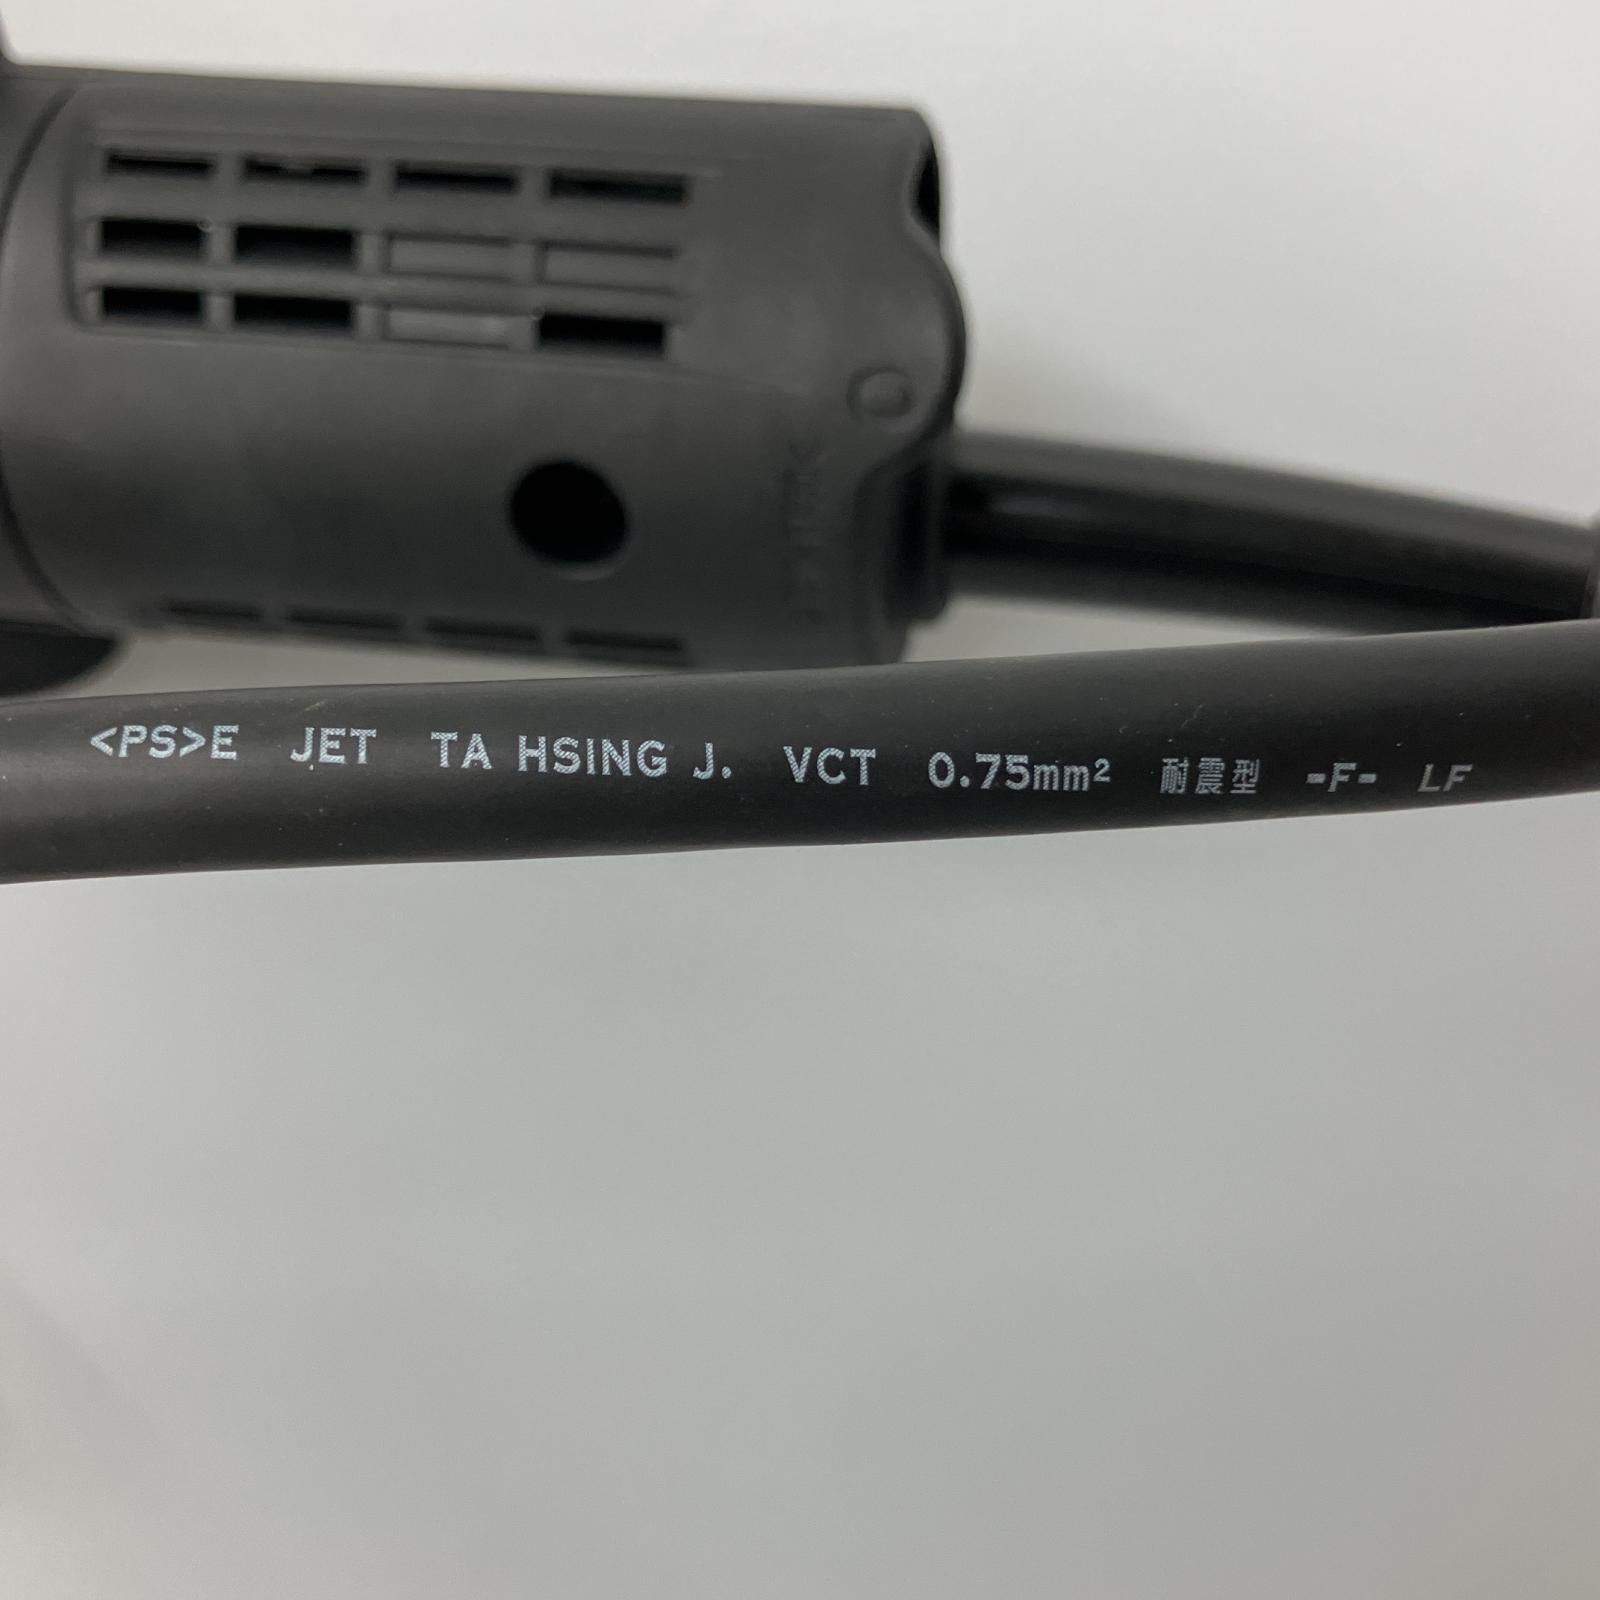 <PS>E JET TA HSING J. VCT 0.75mm² 耐震型 -F- LF